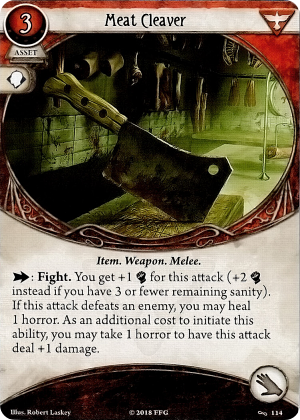 Meat Cleaver
3
ASSET
Item. Weapon. Melee.
: Fight. You get +1 for this attack (+2
instead if you have 3 or fewer remaining sanity).
If this attack defeats an enemy, you may heal
1 horror. As an additional cost to initiate this
ability, you may take 1 horror to have this attack
deal +1 damage.
Illus. Robert Laskey
© 2018 FFG
114